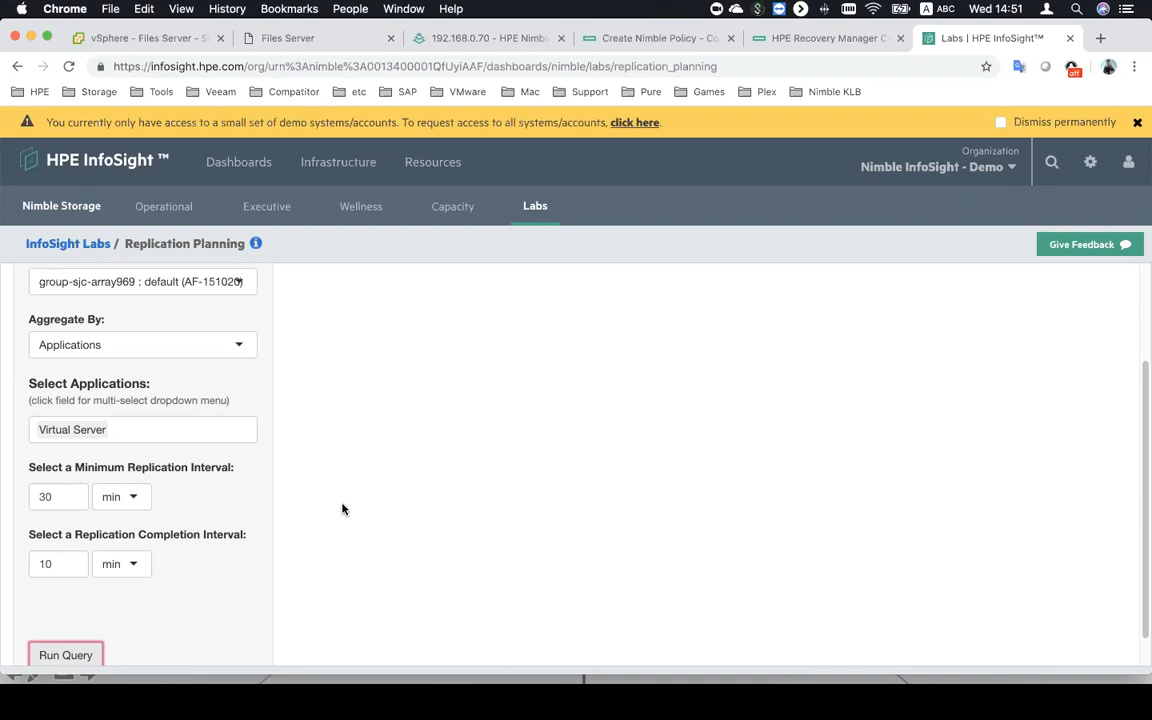 Chrome File Edit View History Bookmarks People Window Help ABC Wed 14:51
vSphere - Files Server - S Files Server 192.168.0.70 - HPE Nimbl Create Nimble Policy - Co HPE Recovery Manager C Labs | HPE InfoSight™
https://infosight.hpe.com/org/urn%3Animble%3A0013400001QfUyiAAF/dashboards/nimble/labs/replication_planning off
HPE Storage Tools Veeam Compatitor etc SAP VMware Mac Support Pure Games Plex Nimble KLB
You currently only have access to a small set of demo systems/accounts. To request access to all systems/accounts, click here. Dismiss permanently
HPE InfoSight ™ Dashboards Infrastructure Resources Organization
Nimble InfoSight - Demo
Nimble Storage Operational Executive Wellness Capacity Labs
InfoSight Labs / Replication Planning Give Feedback
group-sjc-array969 : default (AF-151020)
Aggregate By:
Applications
Select Applications:
(click field for multi-select dropdown menu)
Virtual Server
Select a Minimum Replication Interval:
30 min
Select a Replication Completion Interval:
10 min
Run Query